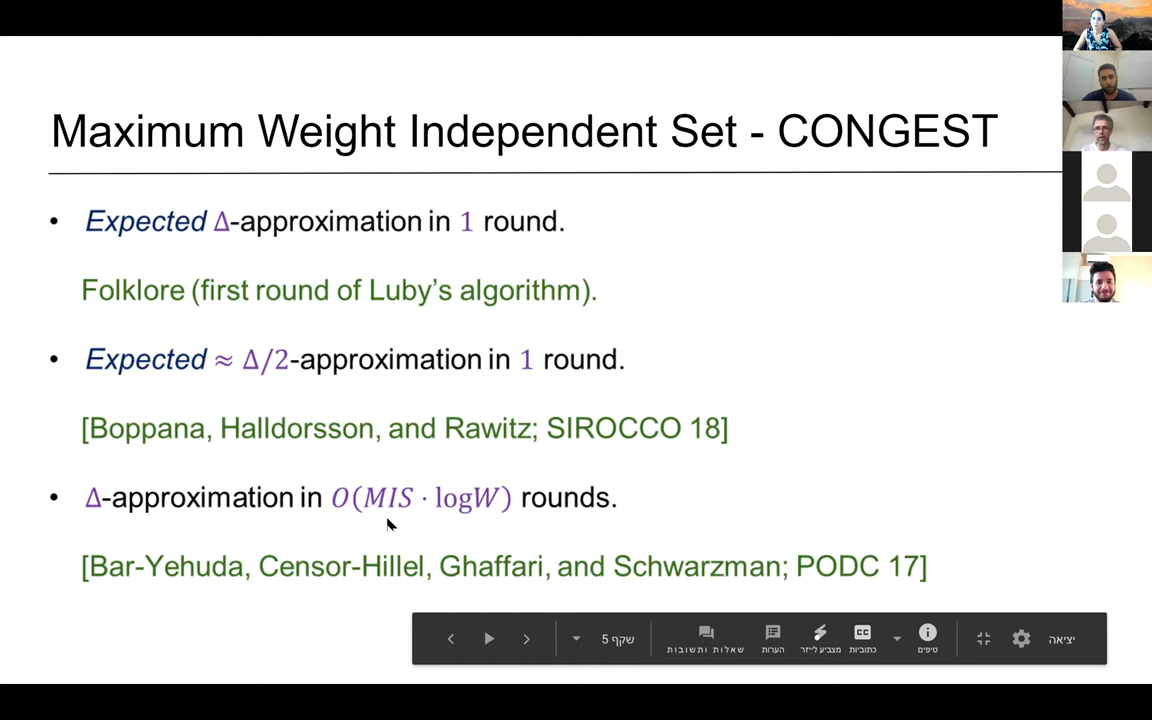 Maximum Weight Independent Set - CONGEST
• Expected Δ-approximation in 1 round.
Folklore (first round of Luby's algorithm).
• Expected ≈ Δ/2-approximation in 1 round.
[Boppana, Halldorsson, and Rawitz; SIROCCO 18]
• Δ-approximation in O(MIS · logW) rounds.
[Bar-Yehuda, Censor-Hillel, Ghaffari, and Schwarzman; PODC 17]
שקף 5
שאלות ותשובות
הערות
מצביע לייזר
כתוביות
טיפים
יציאה